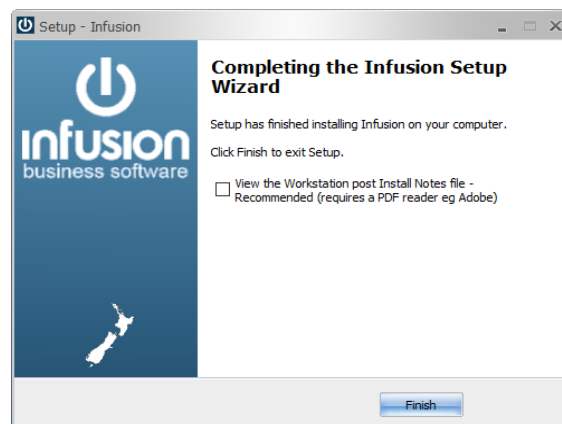 Setup - Infusion
Infusion
business software
Completing the Infusion Setup
Wizard
Setup has finished installing Infusion on your computer.
Click Finish to exit Setup.
View the Workstation post Install Notes file -
Recommended (requires a PDF reader eg Adobe)
Finish